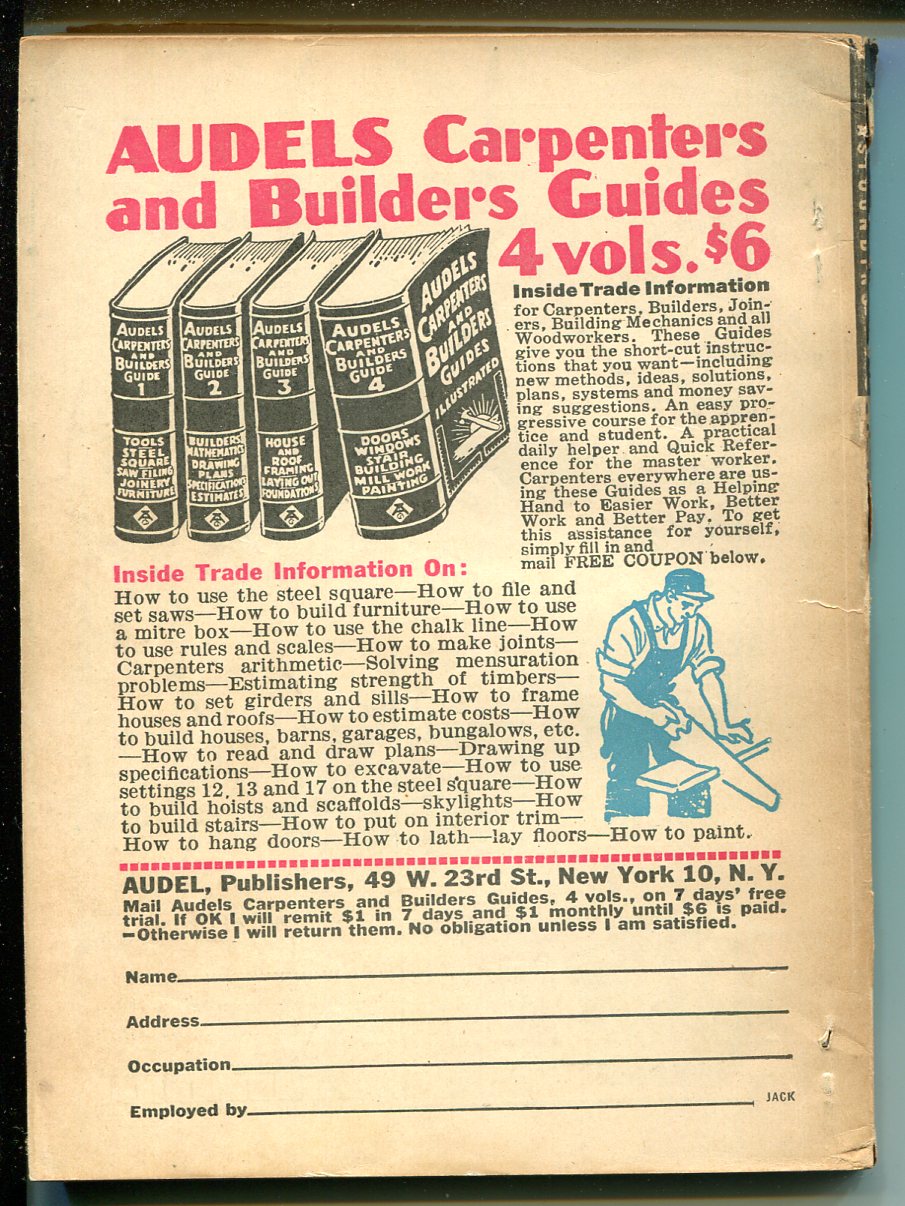 AUDELS Carpenters
and Builders Guides
4 vols. $6
Inside Trade Information
for Carpenters, Builders, Join-
ers, Building Mechanics and all
Woodworkers. These Guides
give you the short-cut instruc-
tions that you want—including
new methods, ideas, solutions,
plans, systems and money sav-
ing suggestions. An easy pro-
gressive course for the appren-
tice and student. A practical
daily helper and Quick Refer-
ence for the master worker.
Carpenters everywhere are us-
ing these Guides as a Helping
Hand to Easier Work, Better
Work and Better Pay. To get
this assistance for yourself,
simply fill in and
mail FREE COUPON below.
AUDELS
CARPENTERS
AND
BUILDERS
GUIDE
1
TOOLS
STEEL
SQUARE
SAW FILING
JOINERY
FURNITURE
AUDELS
CARPENTERS
AND
BUILDERS
GUIDE
2
BUILDERS
MATHEMATICS
DRAWING
PLANS
SPECIFICATIONS
ESTIMATES
AUDELS
CARPENTERS
AND
BUILDERS
GUIDE
3
HOUSE
AND
ROOF
FRAMING
LAYING OUT
FOUNDATIONS
AUDELS
CARPENTERS
AND
BUILDERS
GUIDE
4
DOORS
WINDOWS
STAIR
BUILDING
MILL WORK
PAINTING
AUDELS
CARPENTERS
AND
BUILDERS
GUIDES
ILLUSTRATED
Inside Trade Information On:
How to use the steel square—How to file and
set saws—How to build furniture—How to use
a mitre box—How to use the chalk line—How
to use rules and scales—How to make joints—
Carpenters arithmetic—Solving mensuration
problems—Estimating strength of timbers—
How to set girders and sills—How to frame
houses and roofs—How to estimate costs—How
to build houses, barns, garages, bungalows, etc.
—How to read and draw plans—Drawing up
specifications—How to excavate—How to use
settings 12, 13 and 17 on the steel square—How
to build hoists and scaffolds—skylights—How
to build stairs—How to put on interior trim—
How to hang doors—How to lath—lay floors—How to paint.
AUDEL, Publishers, 49 W. 23rd St., New York 10, N. Y.
Mail Audels Carpenters and Builders Guides, 4 vols., on 7 days' free
trial. If OK I will remit $1 in 7 days and $1 monthly until $6 is paid.
—Otherwise I will return them. No obligation unless I am satisfied.
Name
Address
Occupation
Employed by
JACK